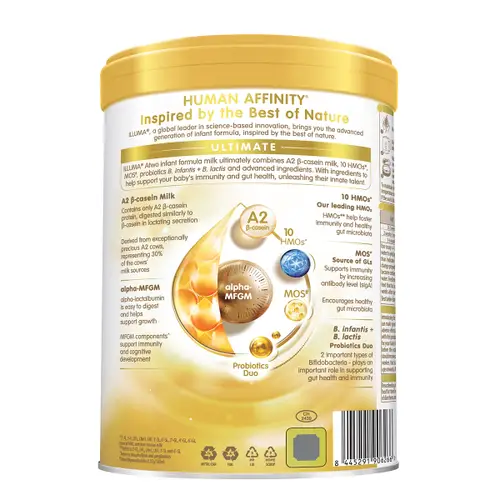 HUMAN AFFINITY*
Inspired by the Best of Nature
ILLUMA®, a global leader in science-based innovation, brings you the advanced
generation of infant formula, inspired by the best of nature.
ULTIMATE
ILLUMA® Atwo infant formula milk ultimately combines A2 β-casein milk, 10 HMOs*,
MOS^, probiotics B. infantis + B. lactis and advanced ingredients. With ingredients to
help support your baby's immunity and gut health, unleashing their innate talent.
A2 β-casein Milk
Contains only A2 β-casein
protein, digested similarly to
β-casein in lactating secretion
Derived from exceptionally
precious A2 cows,
representing 30%
of the cows'
milk sources
alpha-MFGM
alpha-lactalbumin
is easy to digest
and helps
support growth
MFGM components^
support immunity
and cognitive
development
A2
β-casein
10
HMOs*
alpha-
MFGM
MOS^
Probiotics
Duo
10 HMOs*
Our leading HMOs
HMOs** help foster
immunity and healthy
gut microbiota
MOS^
Source of GLs
Supports immunity
by increasing
antibody level (sIgA)
Encourages healthy
gut microbiota
B. infantis +
B. lactis
Probiotics Duo
2 important types of
Bifidobacteria - plays an
important role in supporting
gut health and immunity
8 445291 906266